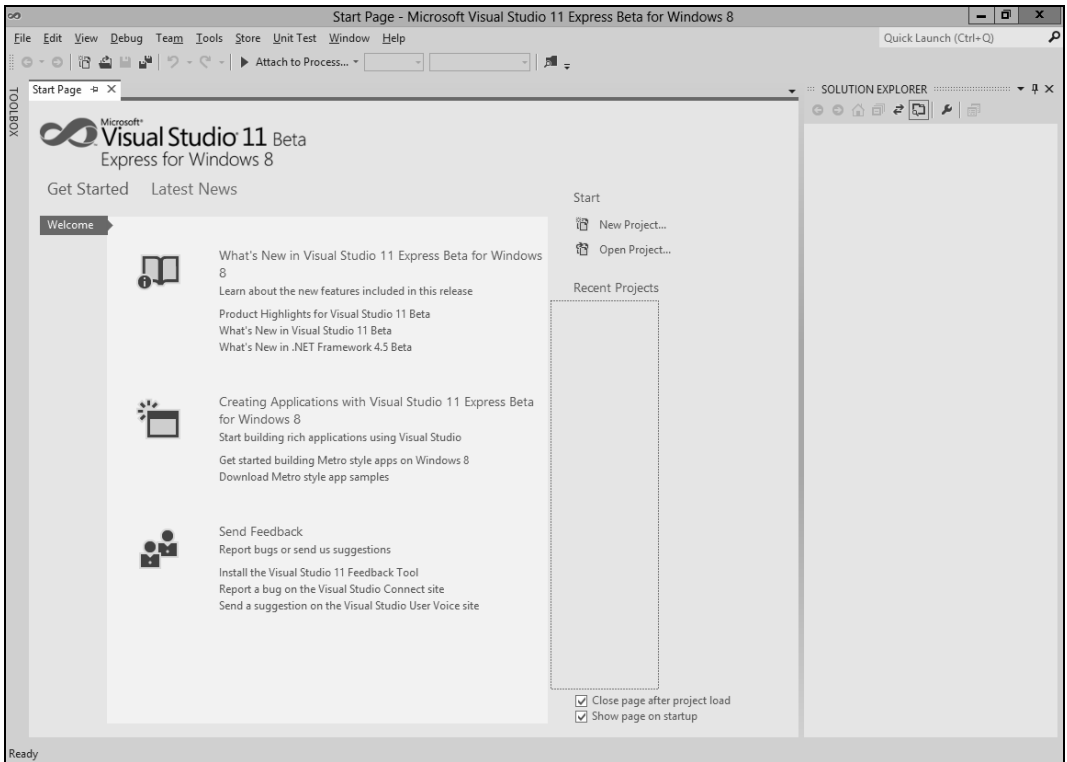 Start Page - Microsoft Visual Studio 11 Express Beta for Windows 8
File Edit View Debug Team Tools Store Unit Test Window Help
Quick Launch (Ctrl+Q)
Attach to Process...
TOOLBOX
Start Page
SOLUTION EXPLORER
Microsoft®
Visual Studio 11 Beta
Express for Windows 8
Get Started Latest News
Welcome
What's New in Visual Studio 11 Express Beta for Windows
8
Learn about the new features included in this release
Product Highlights for Visual Studio 11 Beta
What's New in Visual Studio 11 Beta
What's New in .NET Framework 4.5 Beta
Creating Applications with Visual Studio 11 Express Beta
for Windows 8
Start building rich applications using Visual Studio
Get started building Metro style apps on Windows 8
Download Metro style app samples
Send Feedback
Report bugs or send us suggestions
Install the Visual Studio 11 Feedback Tool
Report a bug on the Visual Studio Connect site
Send a suggestion on the Visual Studio User Voice site
Start
New Project...
Open Project...
Recent Projects
Close page after project load
Show page on startup
Ready